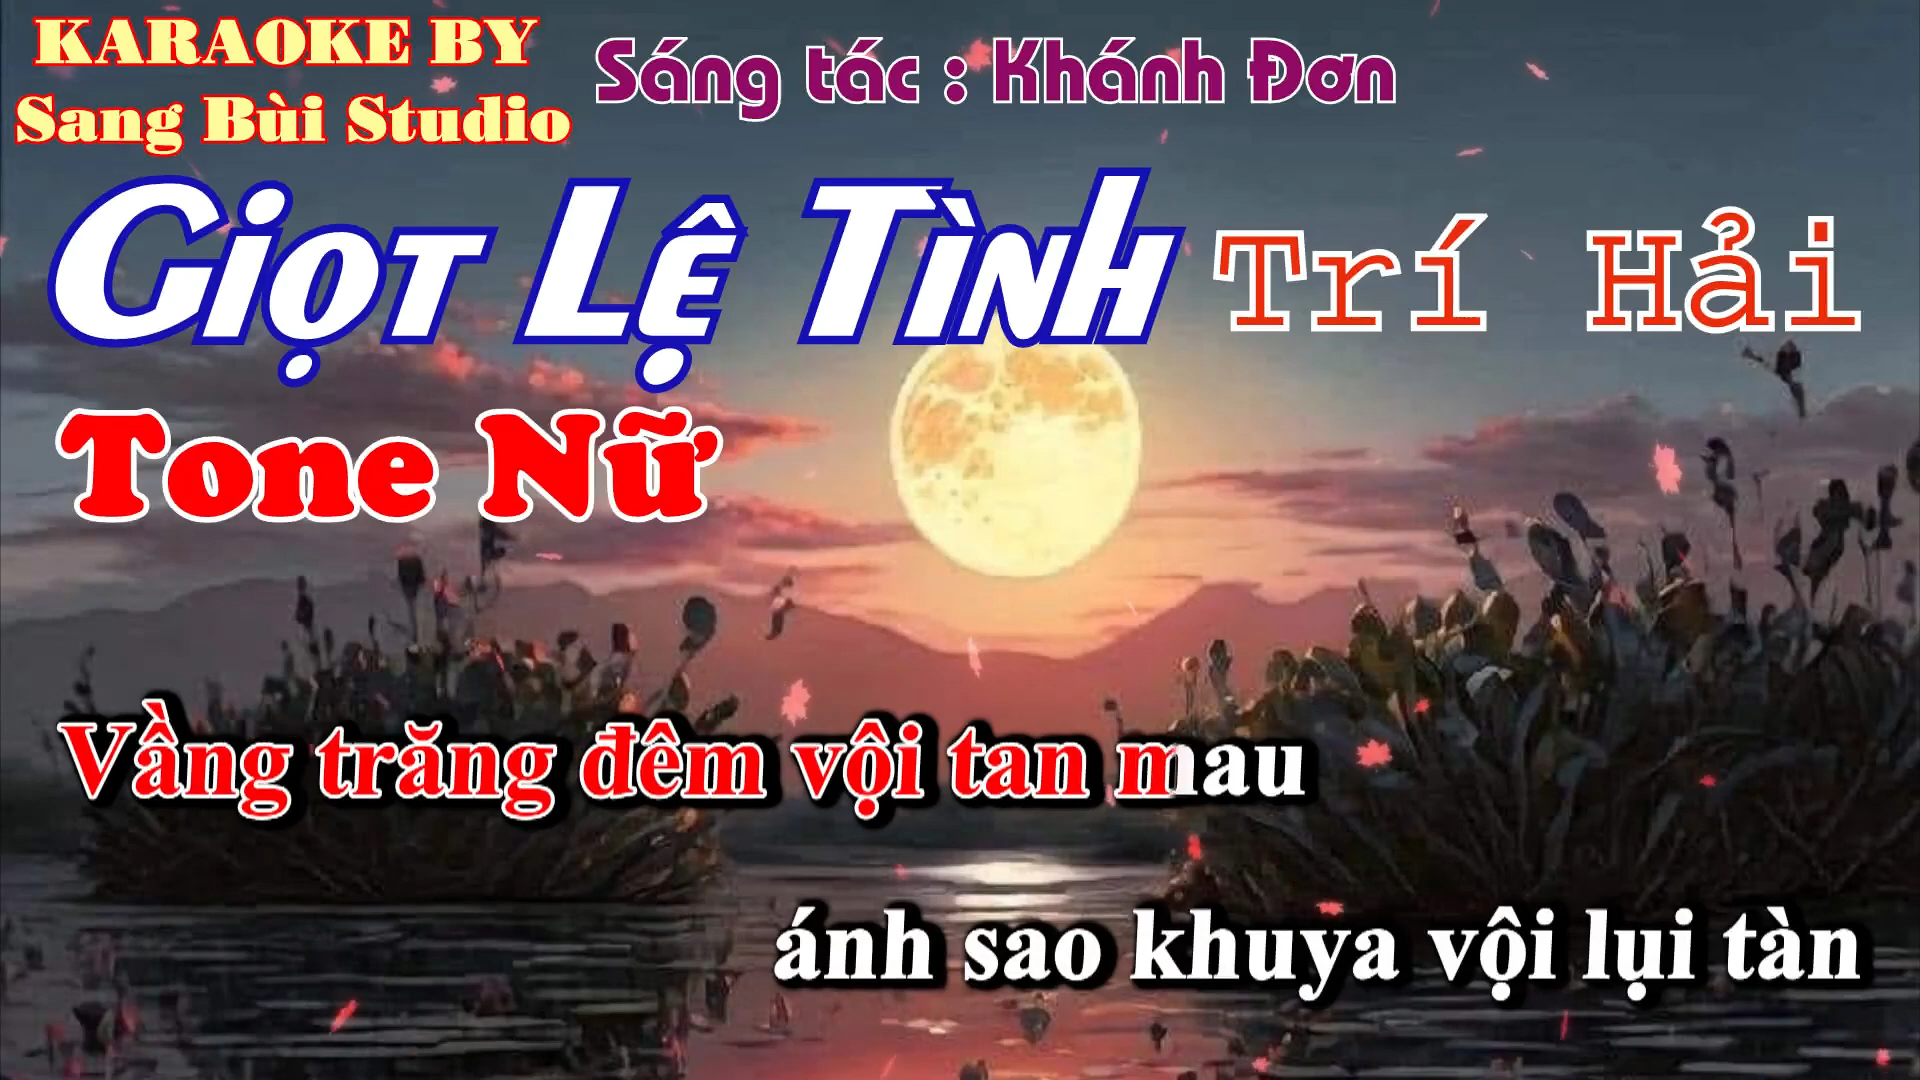 KARAOKE BY
Sang Bùi Studio
Sáng tác : Khánh Đơn
Giọt Lệ Tình
Trí Hải
Tone Nữ
Vầng trăng đêm vội tan mau
ánh sao khuya vội lụi tàn